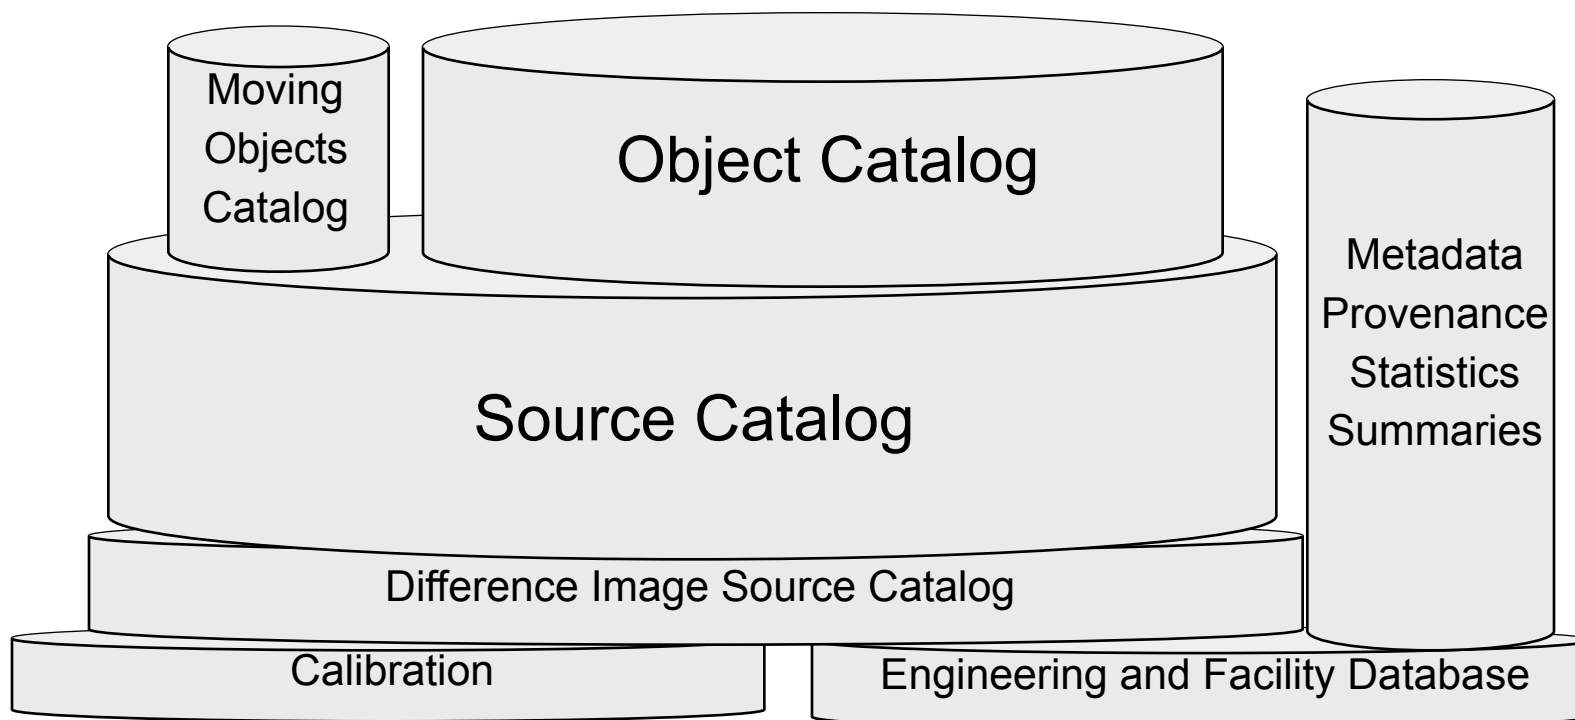 Moving
Objects
Catalog
Object Catalog
Metadata
Provenance
Statistics
Summaries
Source Catalog
Difference Image Source Catalog
Calibration
Engineering and Facility Database